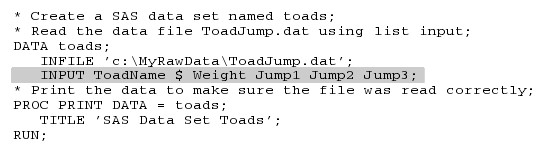 * Create a SAS data set named toads;
* Read the data file ToadJump.dat using list input;
DATA toads;
INFILE 'c:\MyRawData\ToadJump.dat';
INPUT ToadName $ Weight Jump1 Jump2 Jump3;
* Print the data to make sure the file was read correctly;
PROC PRINT DATA = toads;
TITLE 'SAS Data Set Toads';
RUN;